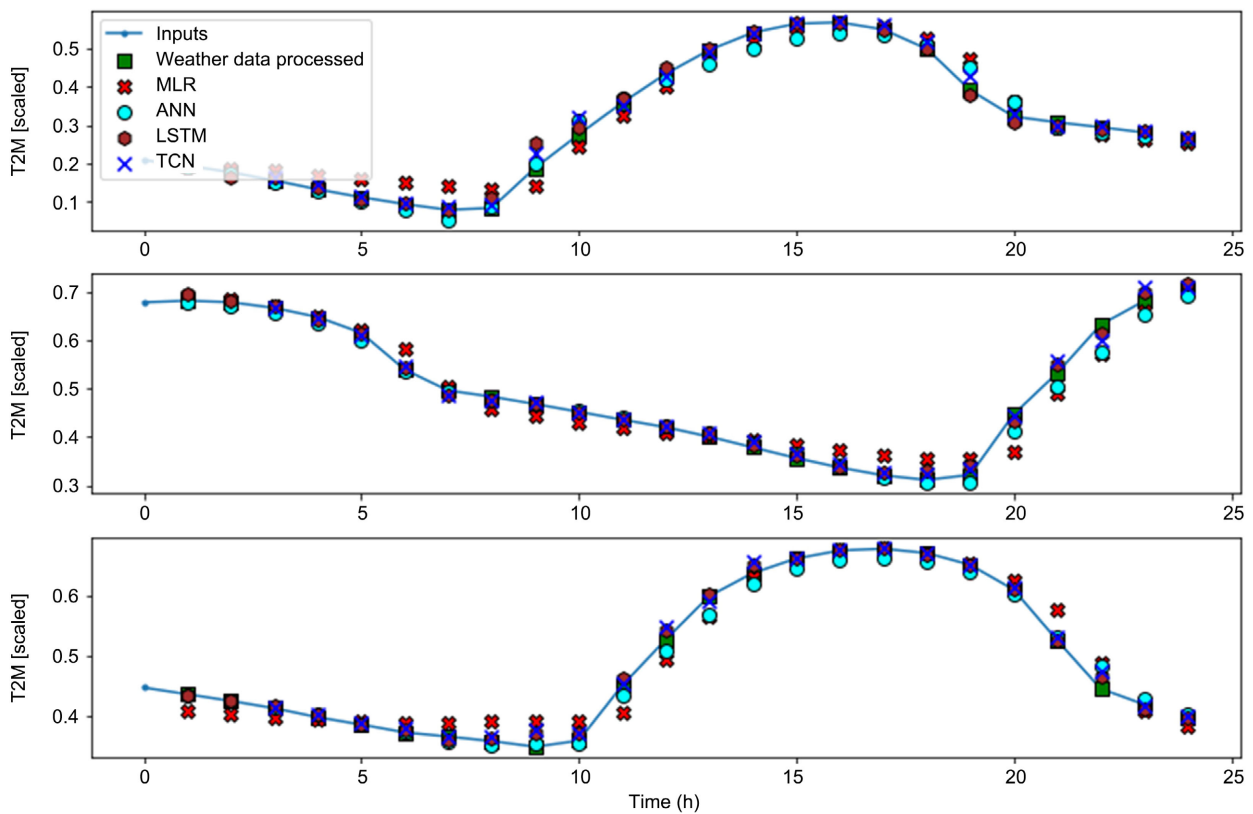 T2M [scaled]
0.5
0.4
0.3
0.2
0.1
Inputs
Weather data processed
MLR
ANN
LSTM
TCN
0 5 10 15 20 25
T2M [scaled]
0.7
0.6
0.5
0.4
0.3
0 5 10 15 20 25
T2M [scaled]
0.6
0.5
0.4
0 5 10 15 20 25
Time (h)